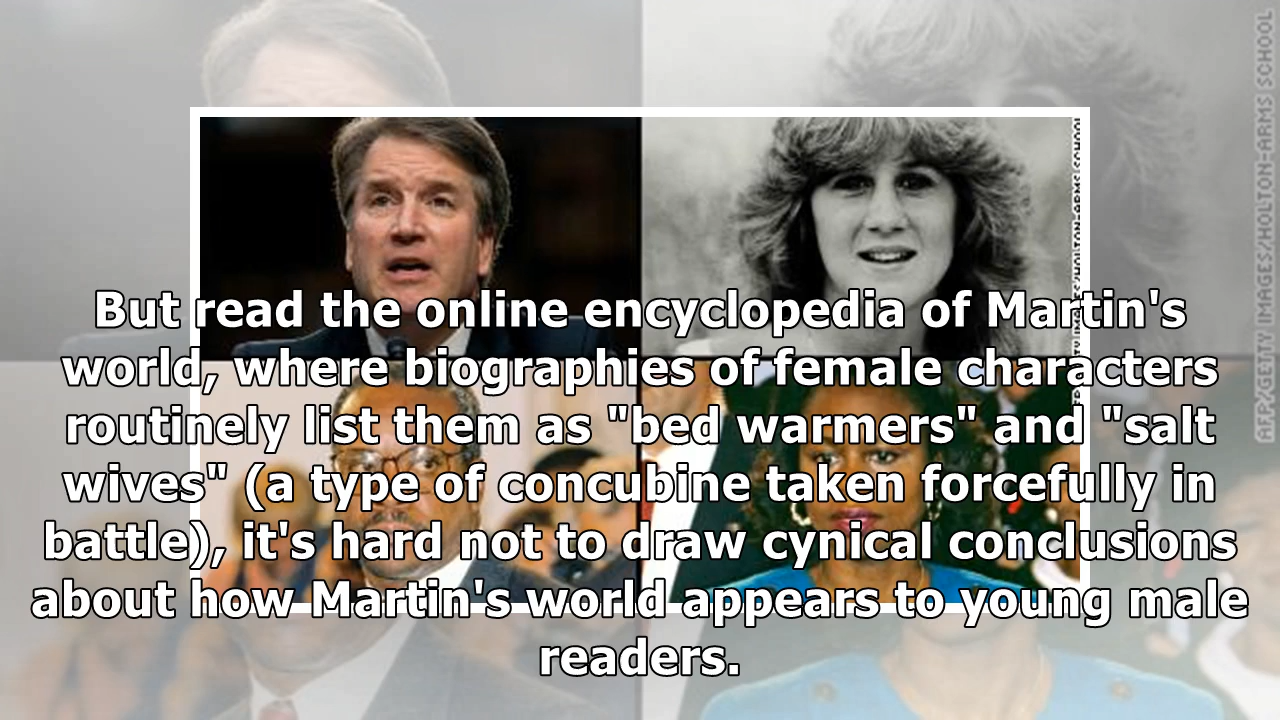 But read the online encyclopedia of Martin's
world, where biographies of female characters
routinely list them as "bed warmers" and "salt
wives" (a type of concubine taken forcefully in
battle), it's hard not to draw cynical conclusions
about how Martin's world appears to young male
readers.
AFP/GETTY IMAGES/HOLTON-ARMS SCHOOL